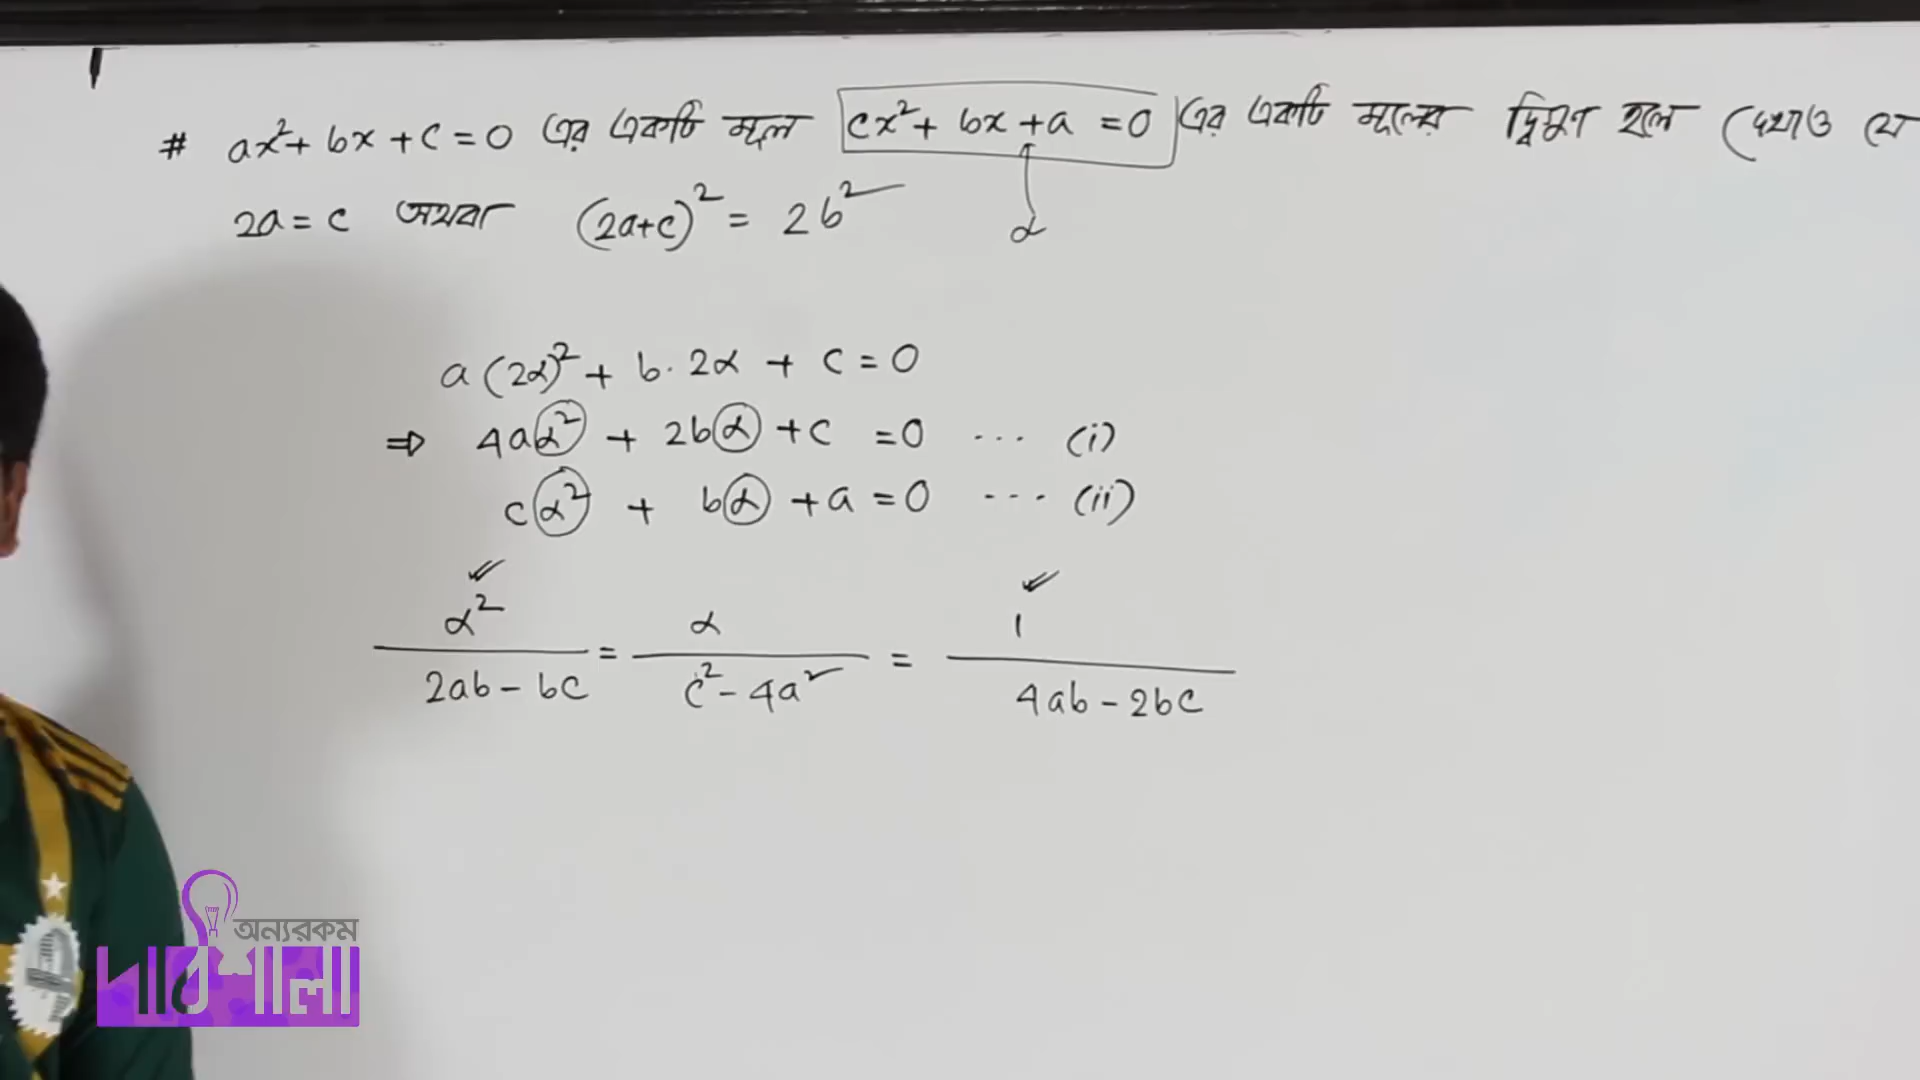 # ax²+ bx + c = 0 এর একটি মূল cx²+ bx + a = 0 এর একটি মূলের দ্বিগুণ হলে দেখাও যে
2a = c অথবা (2a+c)² = 2b²
α
a (2α)² + b· 2α + c = 0
⇒ 4aα² + 2bα + c = 0 ... (i)
cα² + bα + a = 0 ... (ii)
α² / (2ab - bc) = α / (c² - 4a²) = 1 / (4ab - 2bc)
অন্যরকম
পাঠশালা